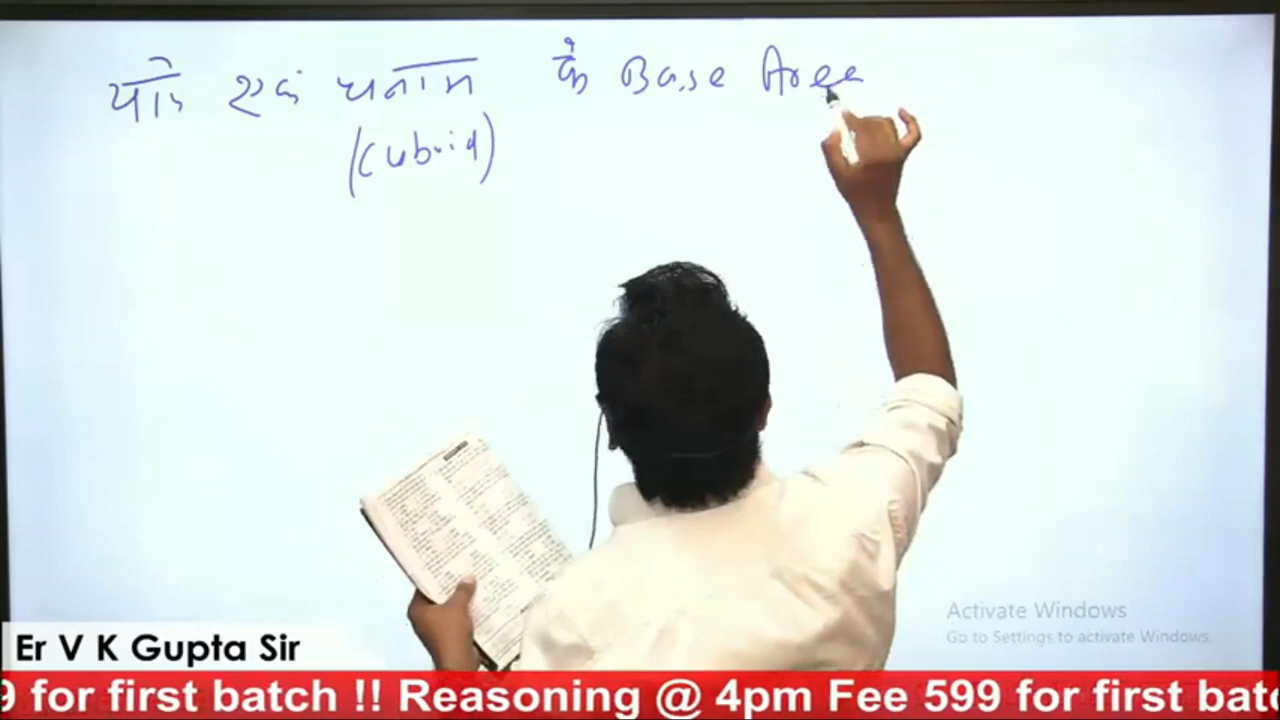 यदि एक घनाभ के Base Area
(Cuboid)
Activate Windows
Go to Settings to activate Windows.
Er V K Gupta Sir
9 for first batch !! Reasoning @ 4pm Fee 599 for first batc